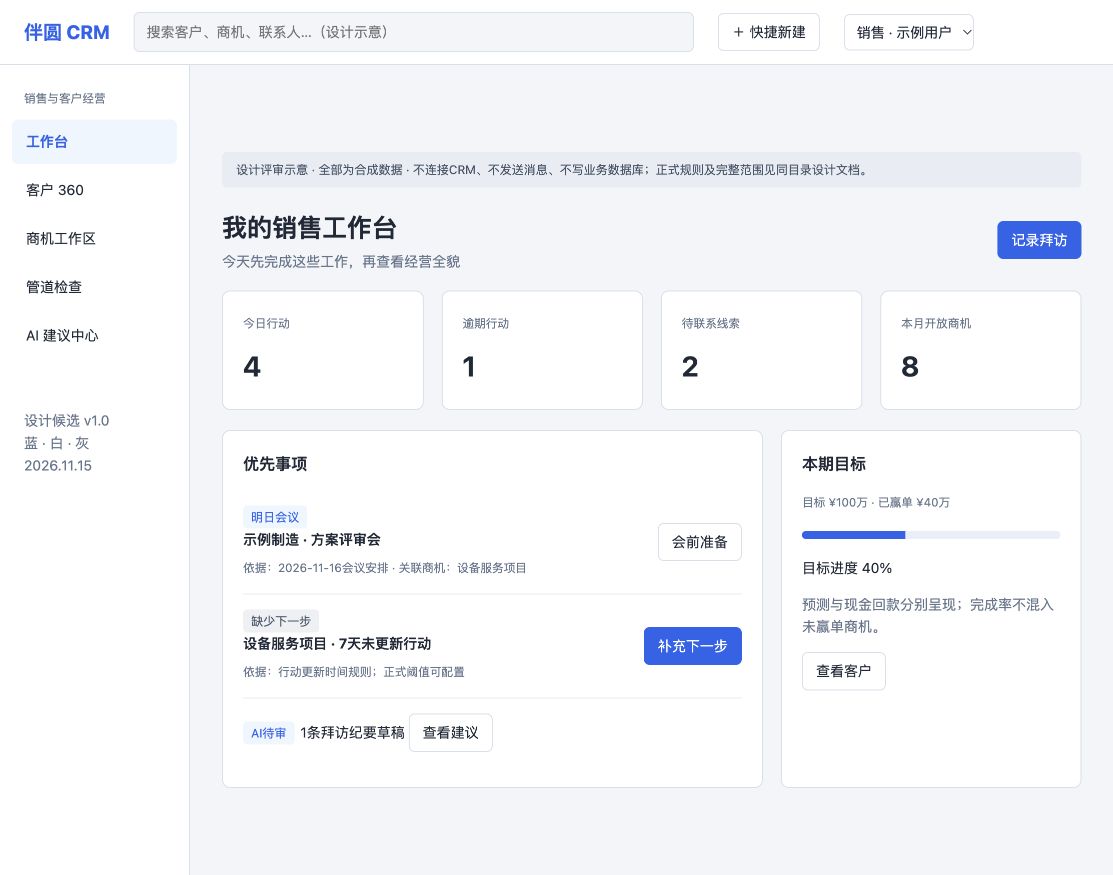 伴圆 CRM
搜索客户、商机、联系人…（设计示意）
＋ 快捷新建
销售 · 示例用户
销售与客户经营
工作台
客户 360
商机工作区
管道检查
AI 建议中心
设计候选 v1.0
蓝 · 白 · 灰
2026.11.15
设计评审示意 · 全部为合成数据 · 不连接CRM、不发送消息、不写业务数据库；正式规则及完整范围见同目录设计文档。
我的销售工作台
今天先完成这些工作，再查看经营全貌
记录拜访
今日行动
4
逾期行动
1
待联系线索
2
本月开放商机
8
优先事项
明日会议
示例制造 · 方案评审会
依据：2026-11-16会议安排 · 关联商机：设备服务项目
会前准备
缺少下一步
设备服务项目 · 7天未更新行动
依据：行动更新时间规则；正式阈值可配置
补充下一步
AI待审 1条拜访纪要草稿 查看建议
本期目标
目标 ¥100万 · 已赢单 ¥40万
目标进度 40%
预测与现金回款分别呈现；完成率不混入
未赢单商机。
查看客户